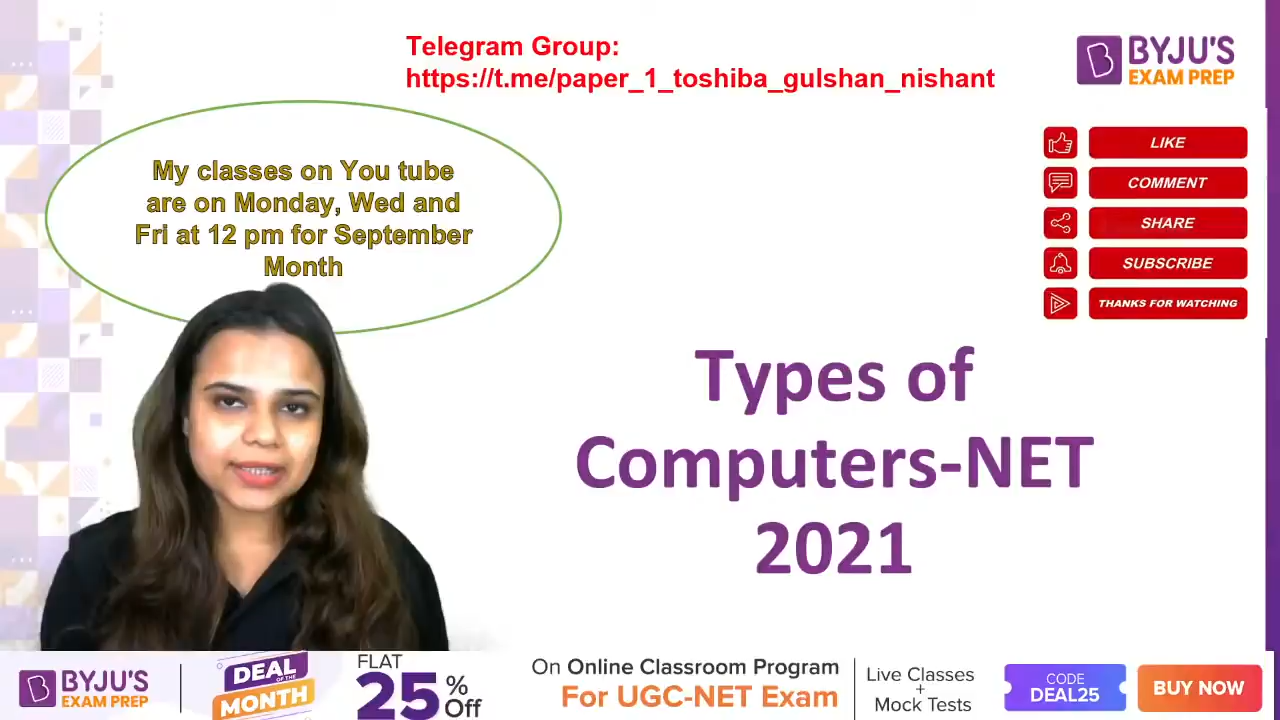 Telegram Group:
https://t.me/paper_1_toshiba_gulshan_nishant
BYJU'S
EXAM PREP
My classes on You tube
are on Monday, Wed and
Fri at 12 pm for September
Month
LIKE
COMMENT
SHARE
SUBSCRIBE
THANKS FOR WATCHING
Types of
Computers-NET
2021
BYJU'S
EXAM PREP
DEAL
OF THE
MONTH
FLAT
25%
Off
On Online Classroom Program
For UGC-NET Exam
Live Classes
+
Mock Tests
CODE
DEAL25
BUY NOW